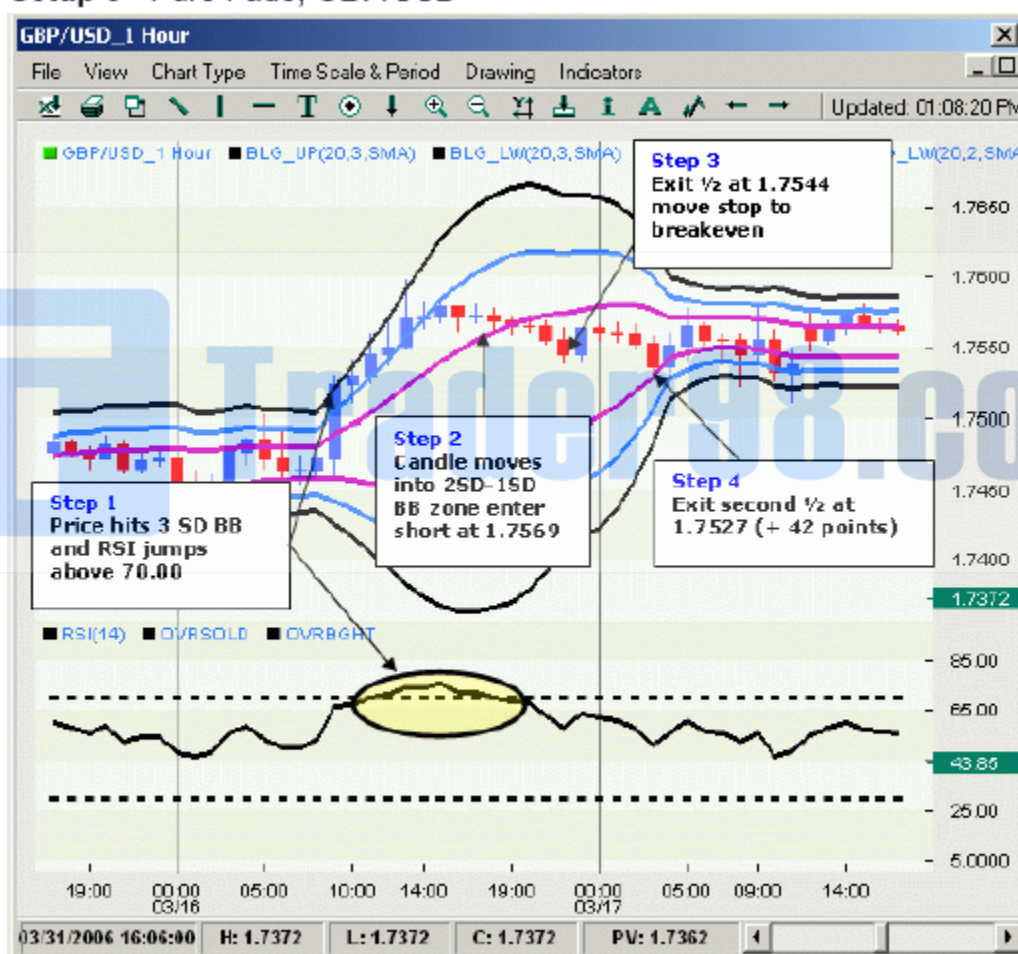 GBP/USD_1 Hour
File View Chart Type Time Scale & Period Drawing Indicators
Updated: 01:08:20 PM
GBP/USD_1 Hour BLG_UP(20,3,SMA) BLG_LW(20,3,SMA) _LW(20,2,SMA
Step 3
Exit ½ at 1.7544
move stop to
breakeven
1.7650
1.7600
1.7550
1.7500
1.7450
1.7400
1.7372
Trader98.co
Step 2
Candle moves
into 2SD-1SD
BB zone enter
short at 1.7569
Step 4
Exit second ½ at
1.7527 (+ 42 points)
Step 1
Price hits 3 SD BB
and RSI jumps
above 70.00
RSI(14) OVRSOLD OVRBGHT
85.00
65.00
43.85
25.00
5.0000
19:00 00:00 05:00 10:00 14:00 19:00 00:00 05:00 09:00 14:00
03/16 03/17
03/31/2006 16:06:00 H: 1.7372 L: 1.7372 C: 1.7372 PV: 1.7362